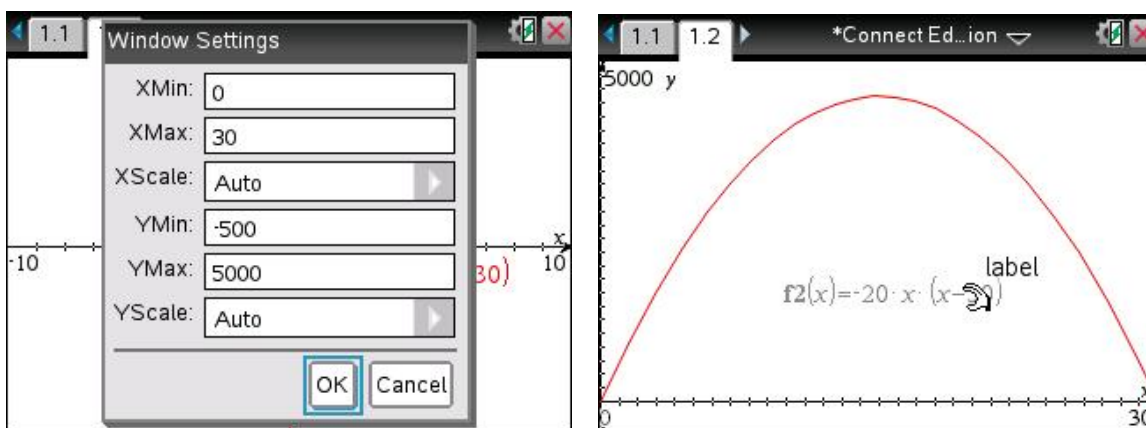 1.1
Window Settings
XMin: 0
XMax: 30
XScale: Auto
YMin: -500
YMax: 5000
YScale: Auto
OK Cancel
-10
x
10
30)
1.1 1.2 *Connect Ed...ion
5000 y
label
f2(x)=-20·x·(x-
x
0
30